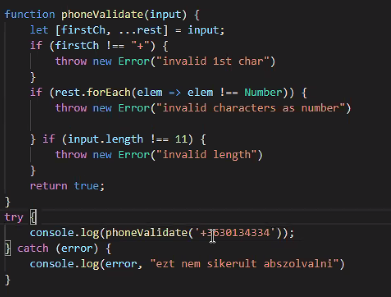 function phoneValidate(input) {
let [firstCh, ...rest] = input;
if (firstCh !== "+") {
throw new Error("invalid 1st char")
}
if (rest.forEach(elem => elem !== Number)) {
throw new Error("invalid characters as number")
} if (input.length !== 11) {
throw new Error("invalid length")
}
return true;
}
try {
console.log(phoneValidate('+3630134334'));
} catch (error) {
console.log(error, "ezt nem sikerult abszolvalni")
}